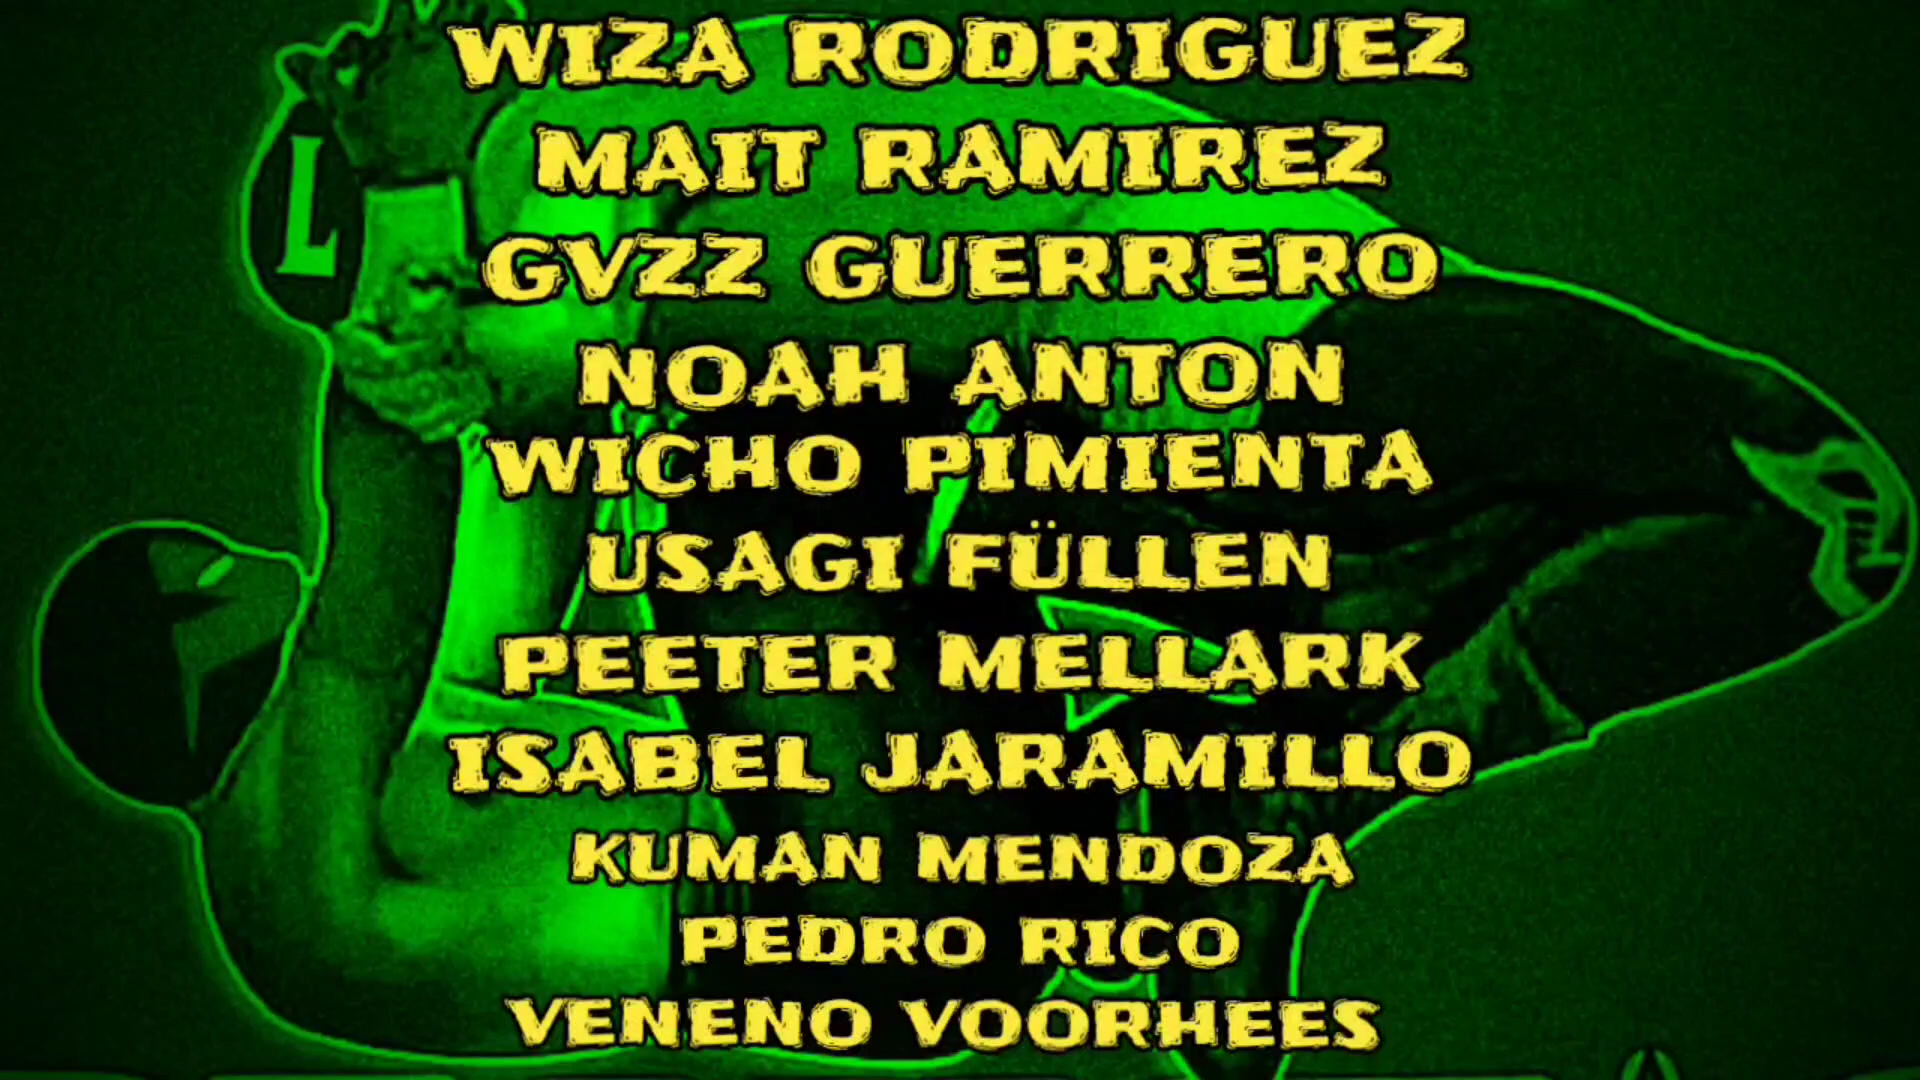 WIZA RODRIGUEZ
MAIT RAMIREZ
GVZZ GUERRERO
NOAH ANTON
WICHO PIMIENTA
USAGI FÜLLEN
PEETER MELLARK
ISABEL JARAMILLO
KUMAN MENDOZA
PEDRO RICO
VENENO VOORHEES
L